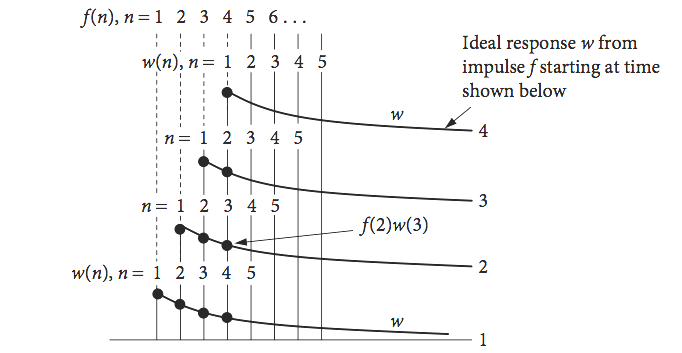 f(n), n = 1 2 3 4 5 6 . . .
w(n), n = 1 2 3 4 5
Ideal response w from
impulse f starting at time
shown below
w
4
n = 1 2 3 4 5
3
n = 1 2 3 4 5
f(2)w(3)
2
w(n), n = 1 2 3 4 5
w
1